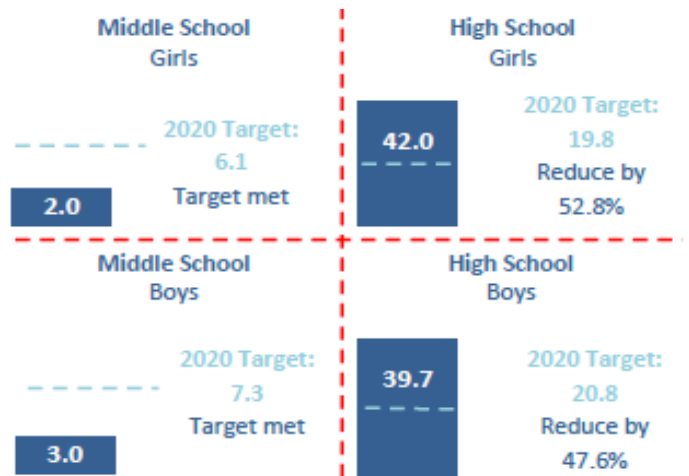 Middle School
Girls
2020 Target:
6.1
Target met
2.0
High School
Girls
42.0
2020 Target:
19.8
Reduce by
52.8%
Middle School
Boys
2020 Target:
7.3
Target met
3.0
High School
Boys
39.7
2020 Target:
20.8
Reduce by
47.6%